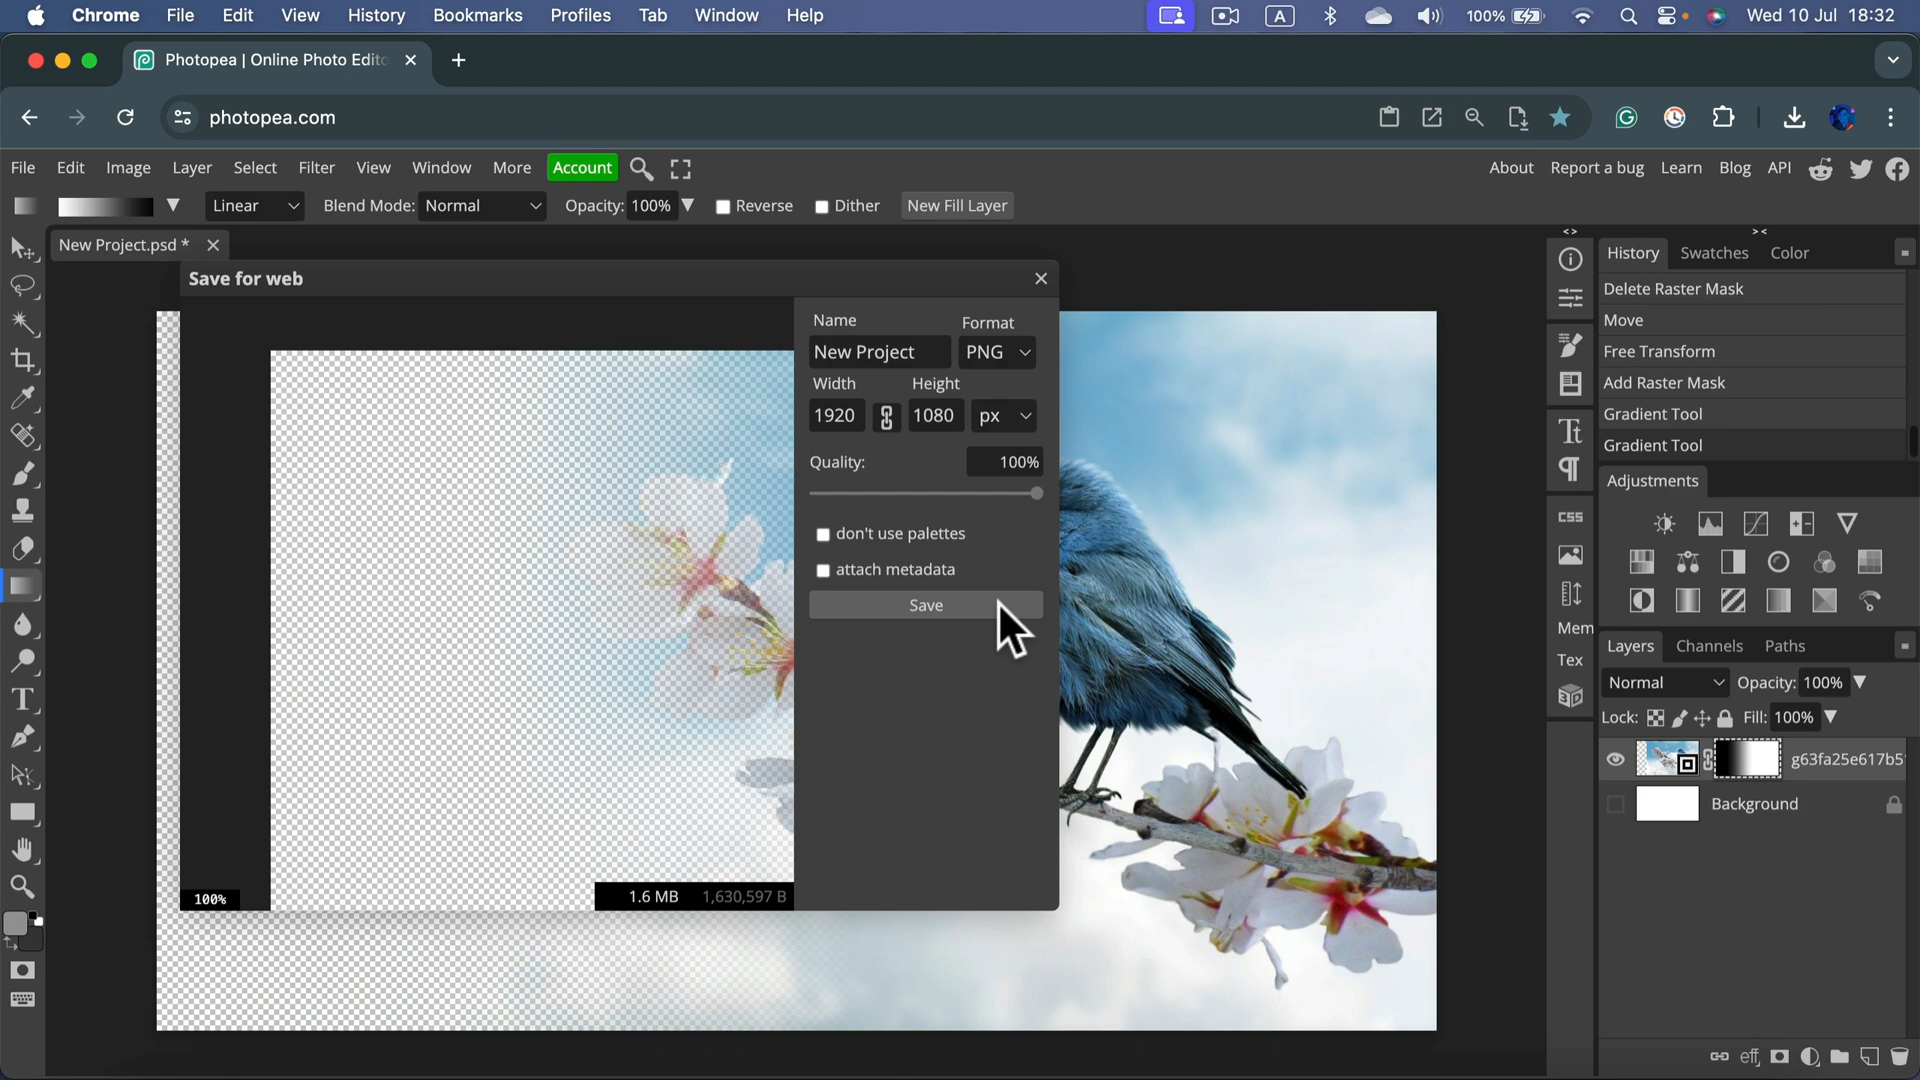 Chrome File Edit View History Bookmarks Profiles Tab Window Help A 100% Wed 10 Jul 18:32
Photopea | Online Photo Edito
photopea.com
File Edit Image Layer Select Filter View Window More Account About Report a bug Learn Blog API
Linear Blend Mode: Normal Opacity: 100% Reverse Dither New Fill Layer
New Project.psd *
Save for web
Name Format
New Project PNG
Width Height
1920 1080 px
Quality: 100%
don't use palettes
attach metadata
Save
100%
1.6 MB 1,630,597 B
< >
> <
CSS
Mem
Tex
3D
History Swatches Color
Delete Raster Mask
Move
Free Transform
Add Raster Mask
Gradient Tool
Gradient Tool
Adjustments
Layers Channels Paths
Normal Opacity: 100%
Lock: Fill: 100%
g63fa25e617b5
Background
eff